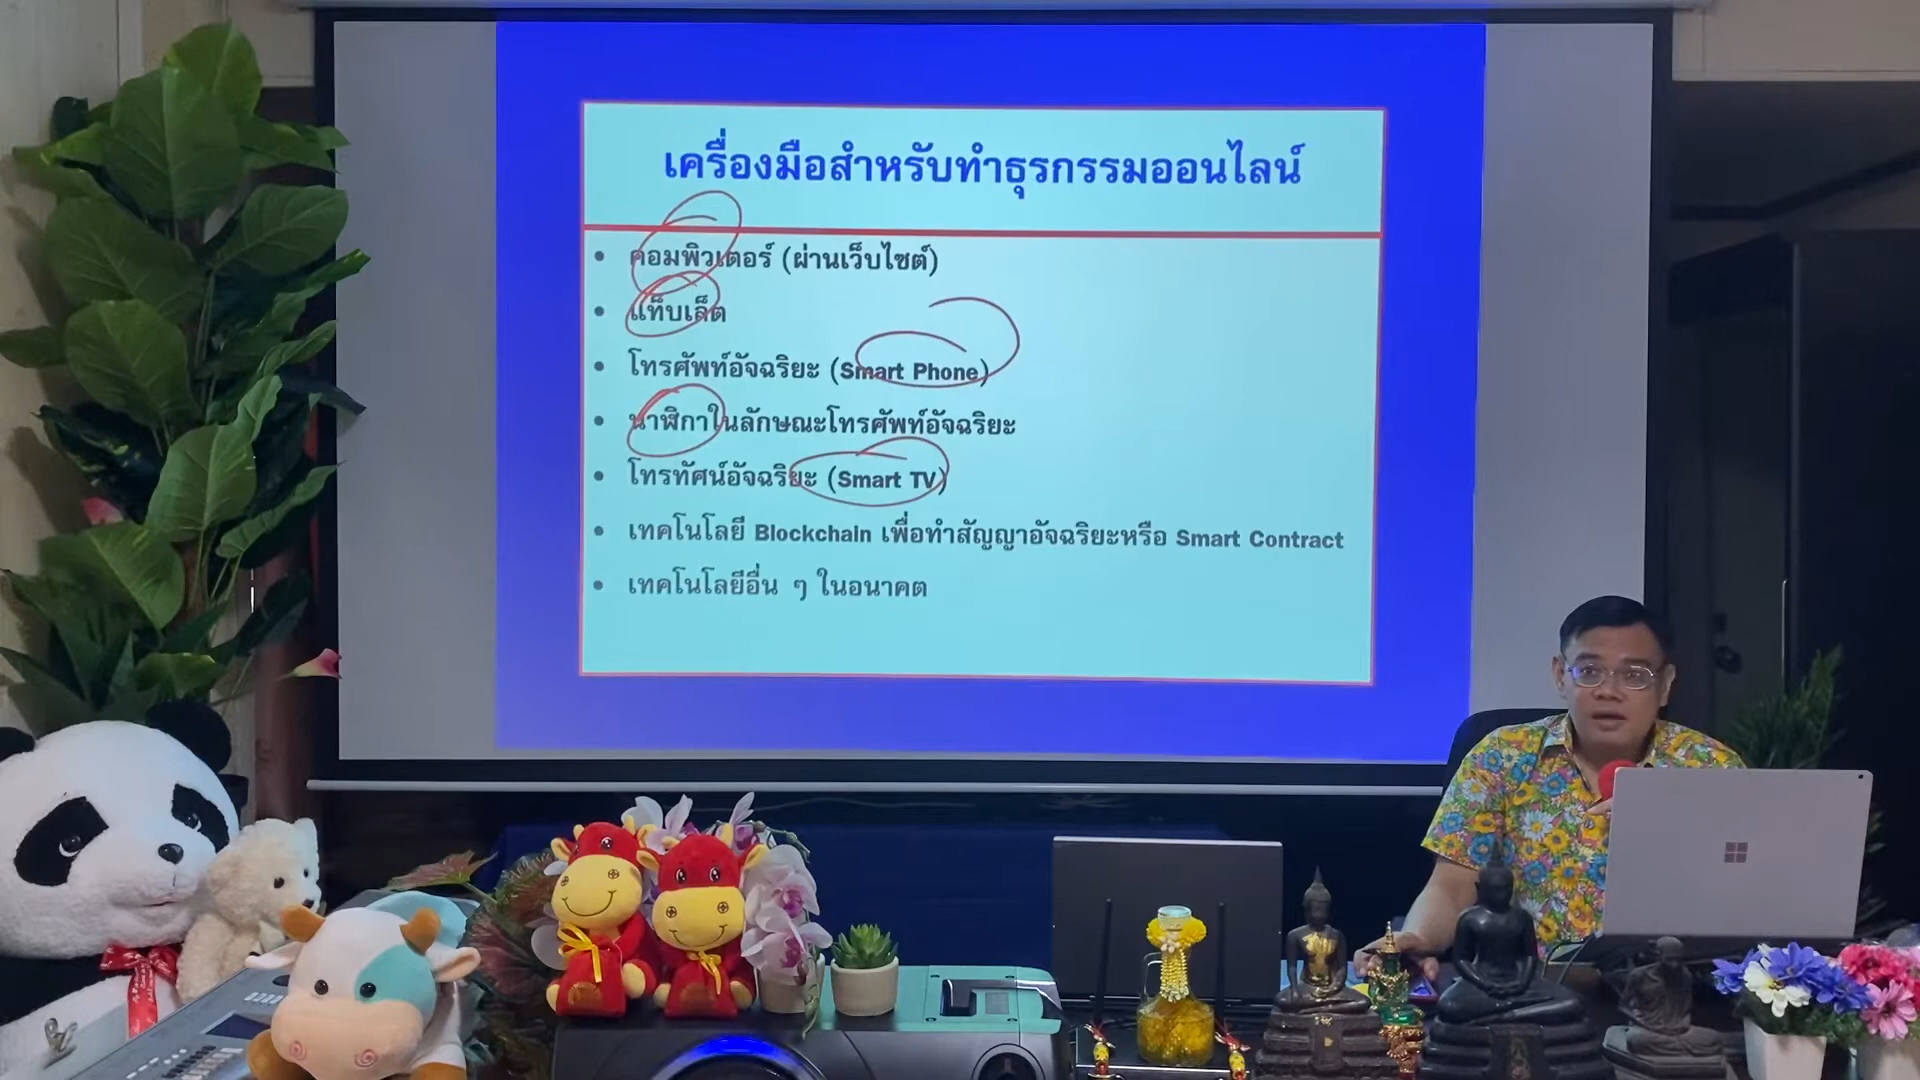 เครื่องมือสำหรับทำธุรกรรมออนไลน์
• คอมพิวเตอร์ (ผ่านเว็บไซต์)
• แท็บเล็ต
• โทรศัพท์อัจฉริยะ (Smart Phone)
• นาฬิกาในลักษณะโทรศัพท์อัจฉริยะ
• โทรทัศน์อัจฉริยะ (Smart TV)
• เทคโนโลยี Blockchain เพื่อทำสัญญาอัจฉริยะหรือ Smart Contract
• เทคโนโลยีอื่น ๆ ในอนาคต